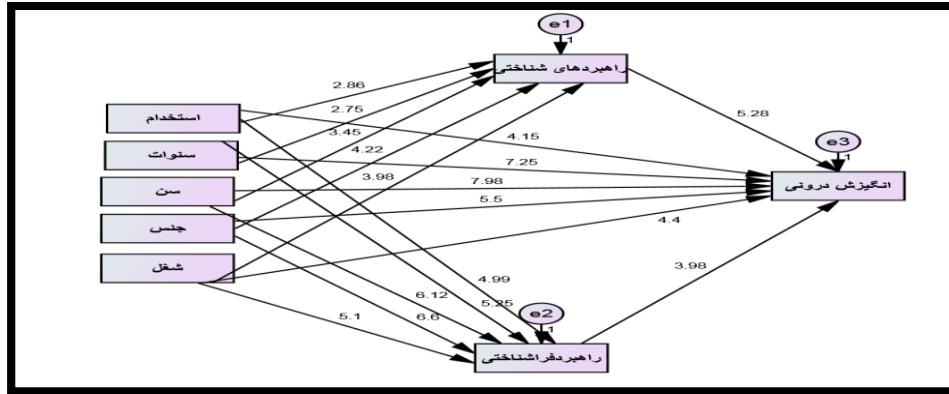 e1
1
راهبردهای شناختی
2.86
2.75
3.45
4.22
3.98
5.28
استخدام
سنوات
سن
جنس
شغل
4.15
7.25
7.98
5.5
4.4
e3
1
انگیزش درونی
3.98
4.99
5.25
6.12
6.6
5.1
e2
1
راهبردفراشناختی